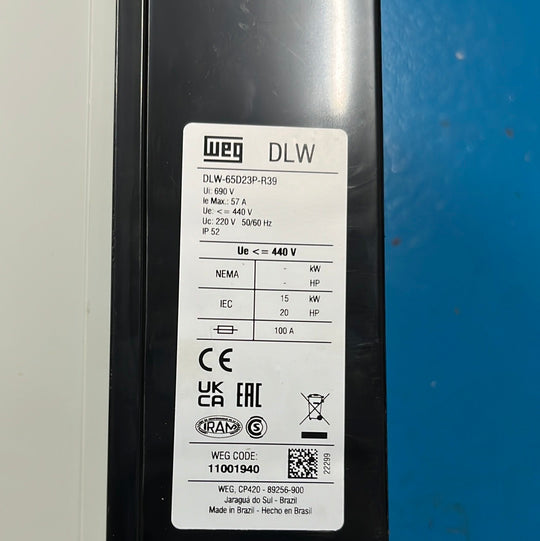 WEG DLW
DLW-65D23P-R39
Ui: 690 V
Ie Max.: 57 A
Ue: <= 440 V
Uc: 220 V 50/60 Hz
IP 52
Ue <= 440 V
NEMA - kW
- HP
IEC 15 kW
20 HP
100 A
CE
UK
CA EAC
IRAM S
WEG CODE:
11001940
22299
WEG, CP420 - 89256-900
Jaraguá do Sul - Brazil
Made in Brazil - Hecho en Brasil